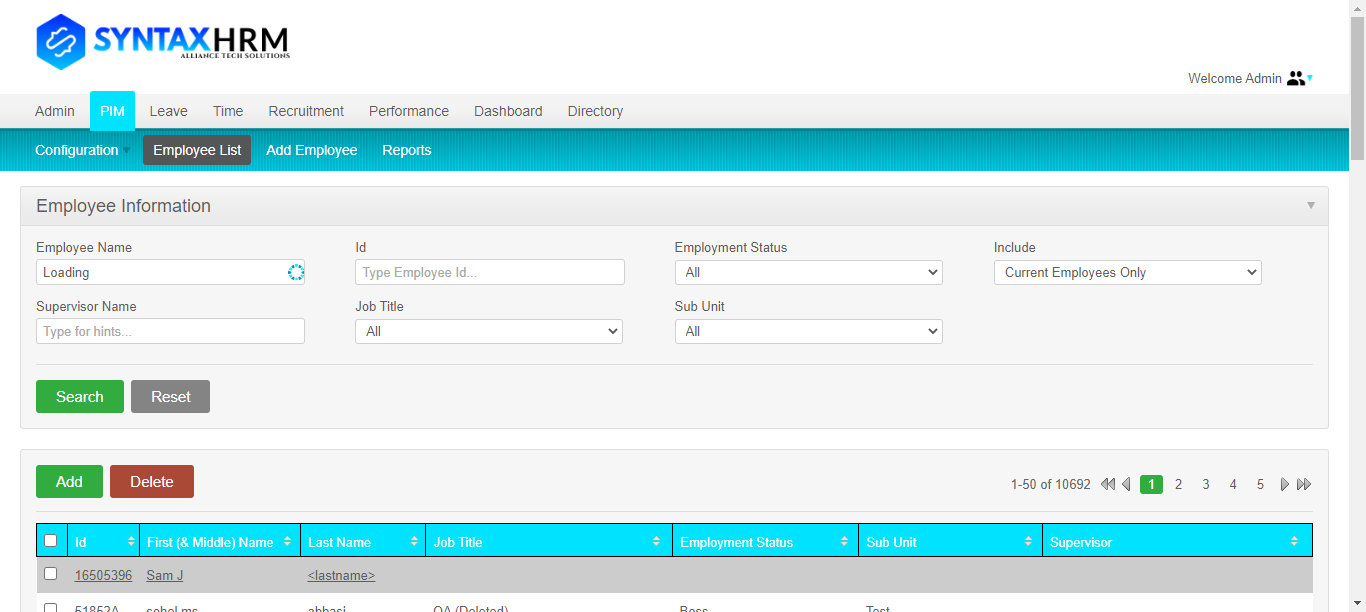 SYNTAXHRM
ALLIANCE TECH SOLUTIONS
Welcome Admin
Admin PIM Leave Time Recruitment Performance Dashboard Directory
Configuration Employee List Add Employee Reports
Employee Information
Employee Name Id Employment Status Include
Loading Type Employee Id... All Current Employees Only
Supervisor Name Job Title Sub Unit
Type for hints... All All
Search Reset
Add Delete 1-50 of 10692 1 2 3 4 5
Id First (& Middle) Name Last Name Job Title Employment Status Sub Unit Supervisor
16505396 Sam J <lastname>
51852A sohel ms abbasi QA (Deleted) Boss Test